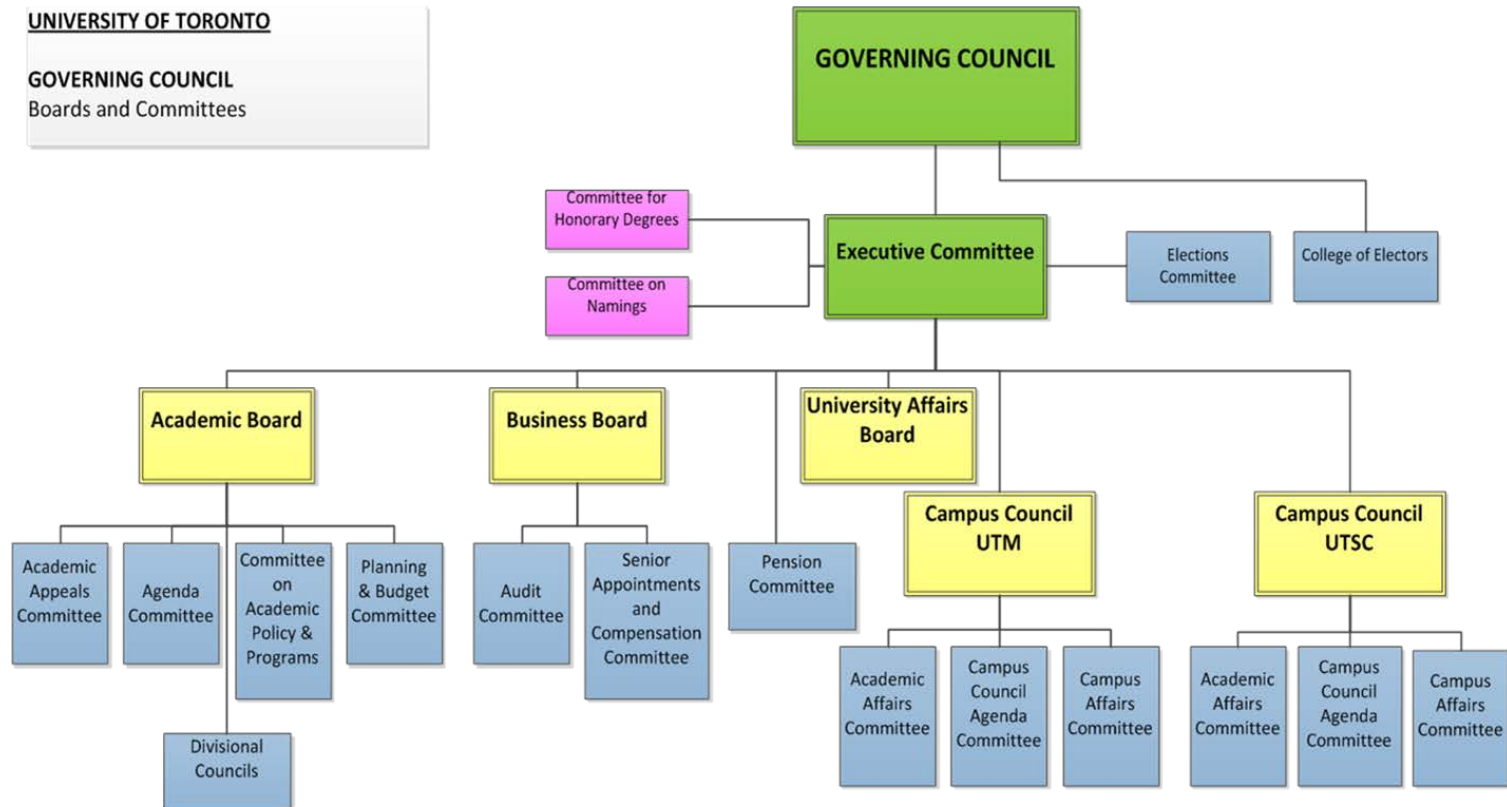 UNIVERSITY OF TORONTO
GOVERNING COUNCIL
Boards and Committees
GOVERNING COUNCIL
Committee for
Honorary Degrees
Executive Committee
Elections
Committee
College of Electors
Committee on
Namings
Academic Board
Business Board
University Affairs
Board
Campus Council
UTM
Campus Council
UTSC
Academic
Appeals
Committee
Agenda
Committee
Committee
on
Academic
Policy &
Programs
Planning
& Budget
Committee
Audit
Committee
Senior
Appointments
and
Compensation
Committee
Pension
Committee
Academic
Affairs
Committee
Campus
Council
Agenda
Committee
Campus
Affairs
Committee
Academic
Affairs
Committee
Campus
Council
Agenda
Committee
Campus
Affairs
Committee
Divisional
Councils